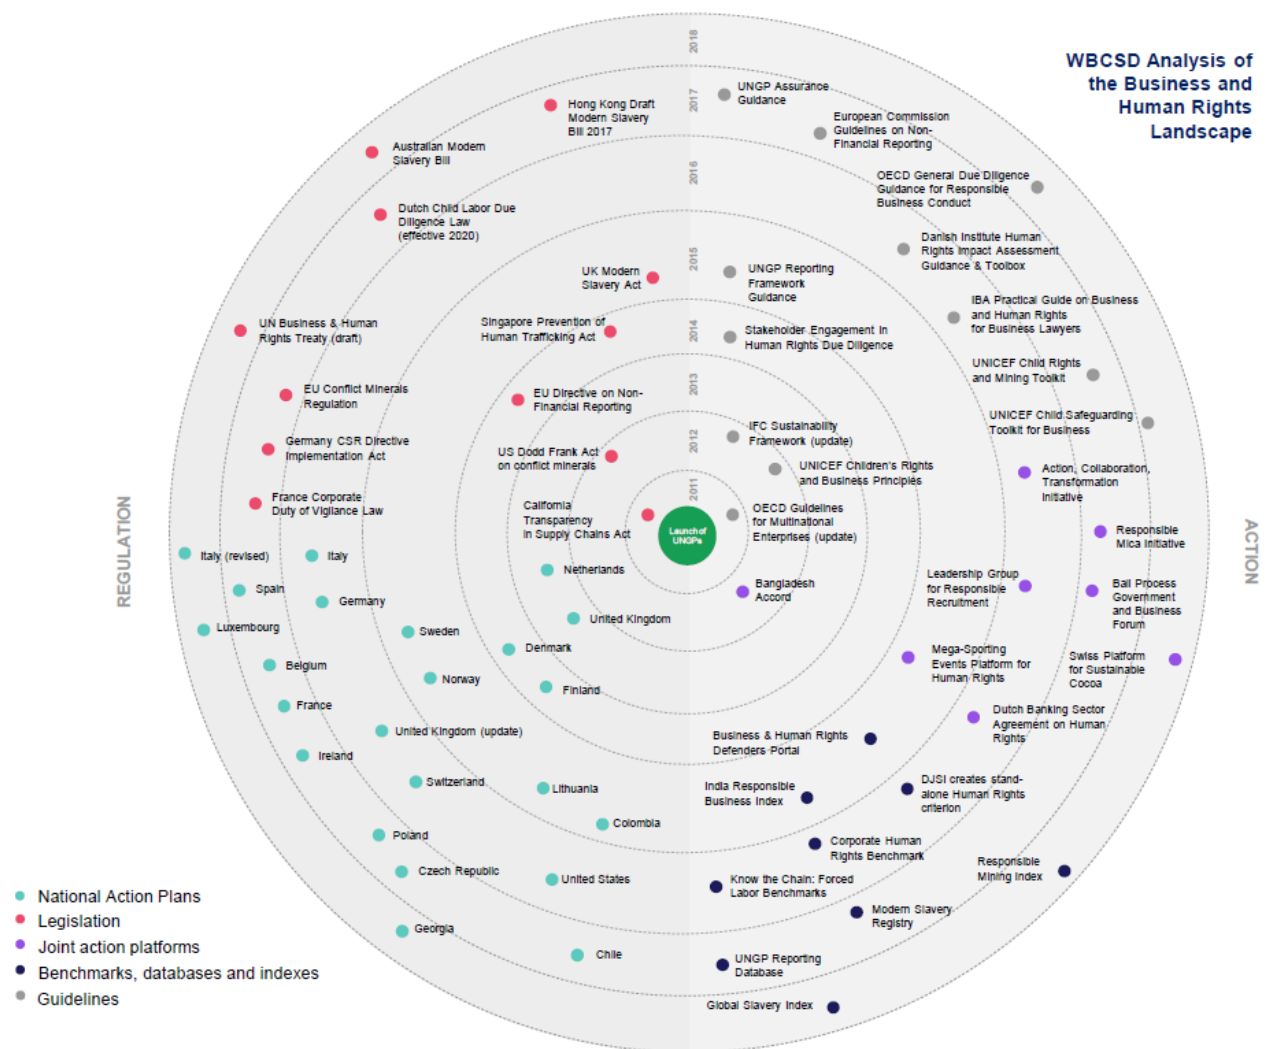 WBCSD Analysis of
the Business and
Human Rights
Landscape
2018
2017
2016
2015
2014
2013
2012
2011
REGULATION
ACTION
Launch of
UNGPs
Hong Kong Draft
Modern Slavery
Bill 2017
Australian Modern
Slavery Bill
Dutch Child Labor Due
Diligence Law
(effective 2020)
UK Modern
Slavery Act
Singapore Prevention of
Human Trafficking Act
UN Business & Human
Rights Treaty (draft)
EU Conflict Minerals
Regulation
EU Directive on Non-
Financial Reporting
Germany CSR Directive
Implementation Act
US Dodd Frank Act
on conflict minerals
France Corporate
Duty of Vigilance Law
California
Transparency
in Supply Chains Act
Italy (revised)
Italy
Netherlands
Spain
Germany
United Kingdom
Luxembourg
Sweden
Denmark
Belgium
Norway
Finland
France
United Kingdom (update)
Ireland
Switzerland
Lithuania
Colombia
Poland
Czech Republic
United States
Georgia
Chile
UNGP Assurance
Guidance
European Commission
Guidelines on Non-
Financial Reporting
OECD General Due Diligence
Guidance for Responsible
Business Conduct
Danish Institute Human
Rights Impact Assessment
Guidance & Toolbox
UNGP Reporting
Framework
Guidance
IBA Practical Guide on Business
and Human Rights
for Business Lawyers
Stakeholder Engagement in
Human Rights Due Diligence
UNICEF Child Rights
and Mining Toolkit
UNICEF Child Safeguarding
Toolkit for Business
IFC Sustainability
Framework (update)
UNICEF Children's Rights
and Business Principles
OECD Guidelines
for Multinational
Enterprises (update)
Action, Collaboration,
Transformation
Initiative
Responsible
Mica Initiative
Bangladesh
Accord
Leadership Group
for Responsible
Recruitment
Bali Process
Government
and Business
Forum
Mega-Sporting
Events Platform for
Human Rights
Swiss Platform
for Sustainable
Cocoa
Dutch Banking Sector
Agreement on Human
Rights
Business & Human Rights
Defenders Portal
India Responsible
Business Index
DJSI creates stand-
alone Human Rights
criterion
Corporate Human
Rights Benchmark
Responsible
Mining Index
Know the Chain: Forced
Labor Benchmarks
Modern Slavery
Registry
UNGP Reporting
Database
Global Slavery Index
National Action Plans
Legislation
Joint action platforms
Benchmarks, databases and indexes
Guidelines